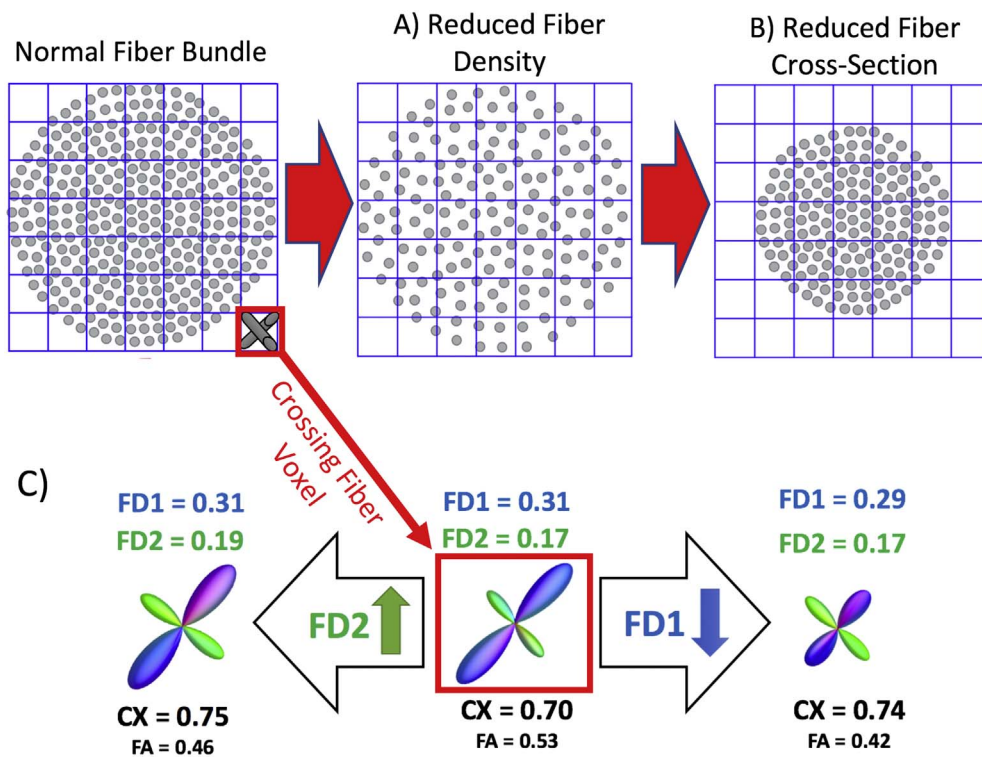 Normal Fiber Bundle
A) Reduced Fiber
Density
B) Reduced Fiber
Cross-Section
Crossing Fiber
Voxel
C)
FD1 = 0.31
FD2 = 0.19
FD1 = 0.31
FD2 = 0.17
FD1 = 0.29
FD2 = 0.17
FD2
FD1
CX = 0.75
FA = 0.46
CX = 0.70
FA = 0.53
CX = 0.74
FA = 0.42